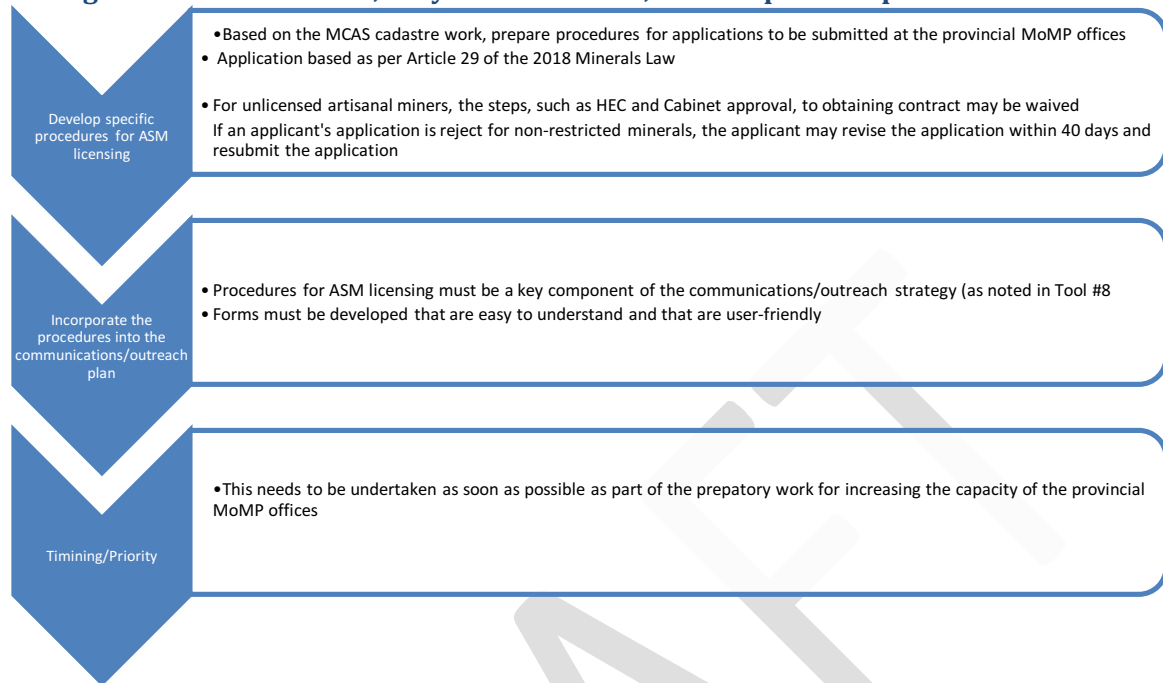 •Based on the MCAS cadastre work, prepare procedures for applications to be submitted at the provincial MoMP offices
• Application based as per Article 29 of the 2018 Minerals Law
Develop specific
procedures for ASM
licensing
• For unlicensed artisanal miners, the steps, such as HEC and Cabinet approval, to obtaining contract may be waived
If an applicant's application is reject for non-restricted minerals, the applicant may revise the application within 40 days and
resubmit the application
Incorporate the
procedures into the
communications/outreach
plan
• Procedures for ASM licensing must be a key component of the communications/outreach strategy (as noted in Tool #8
• Forms must be developed that are easy to understand and that are user-friendly
Timining/Priority
•This needs to be undertaken as soon as possible as part of the prepatory work for increasing the capacity of the provincial
MoMP offices